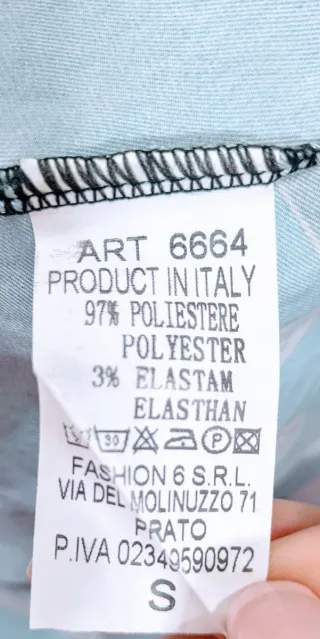 ART 6664
PRODUCT IN ITALY
97% POLIESTERE
POLYESTER
3% ELASTAM
ELASTHAN
30 P
FASHION 6 S.R.L.
VIA DEL MOLINUZZO 71
PRATO
P.IVA 02349590972
S